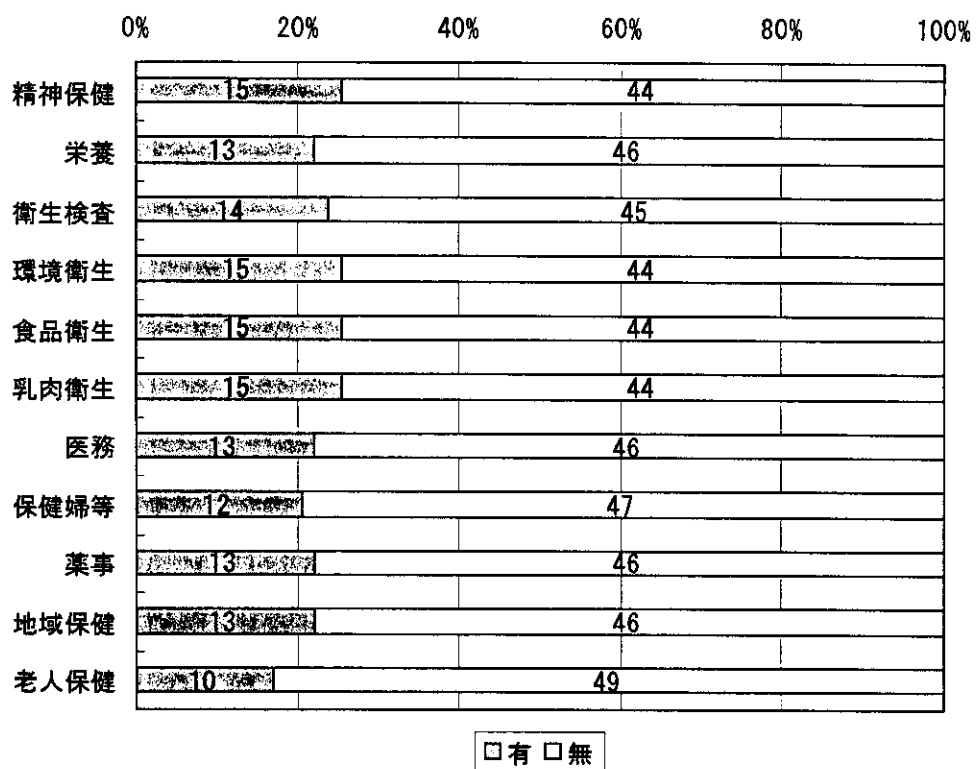 0% 20% 40% 60% 80% 100%
精神保健 15 44
栄養 13 46
衛生検査 14 45
環境衛生 15 44
食品衛生 15 44
乳肉衛生 15 44
医務 13 46
保健婦等 12 47
薬事 13 46
地域保健 13 46
老人保健 10 49
有 無